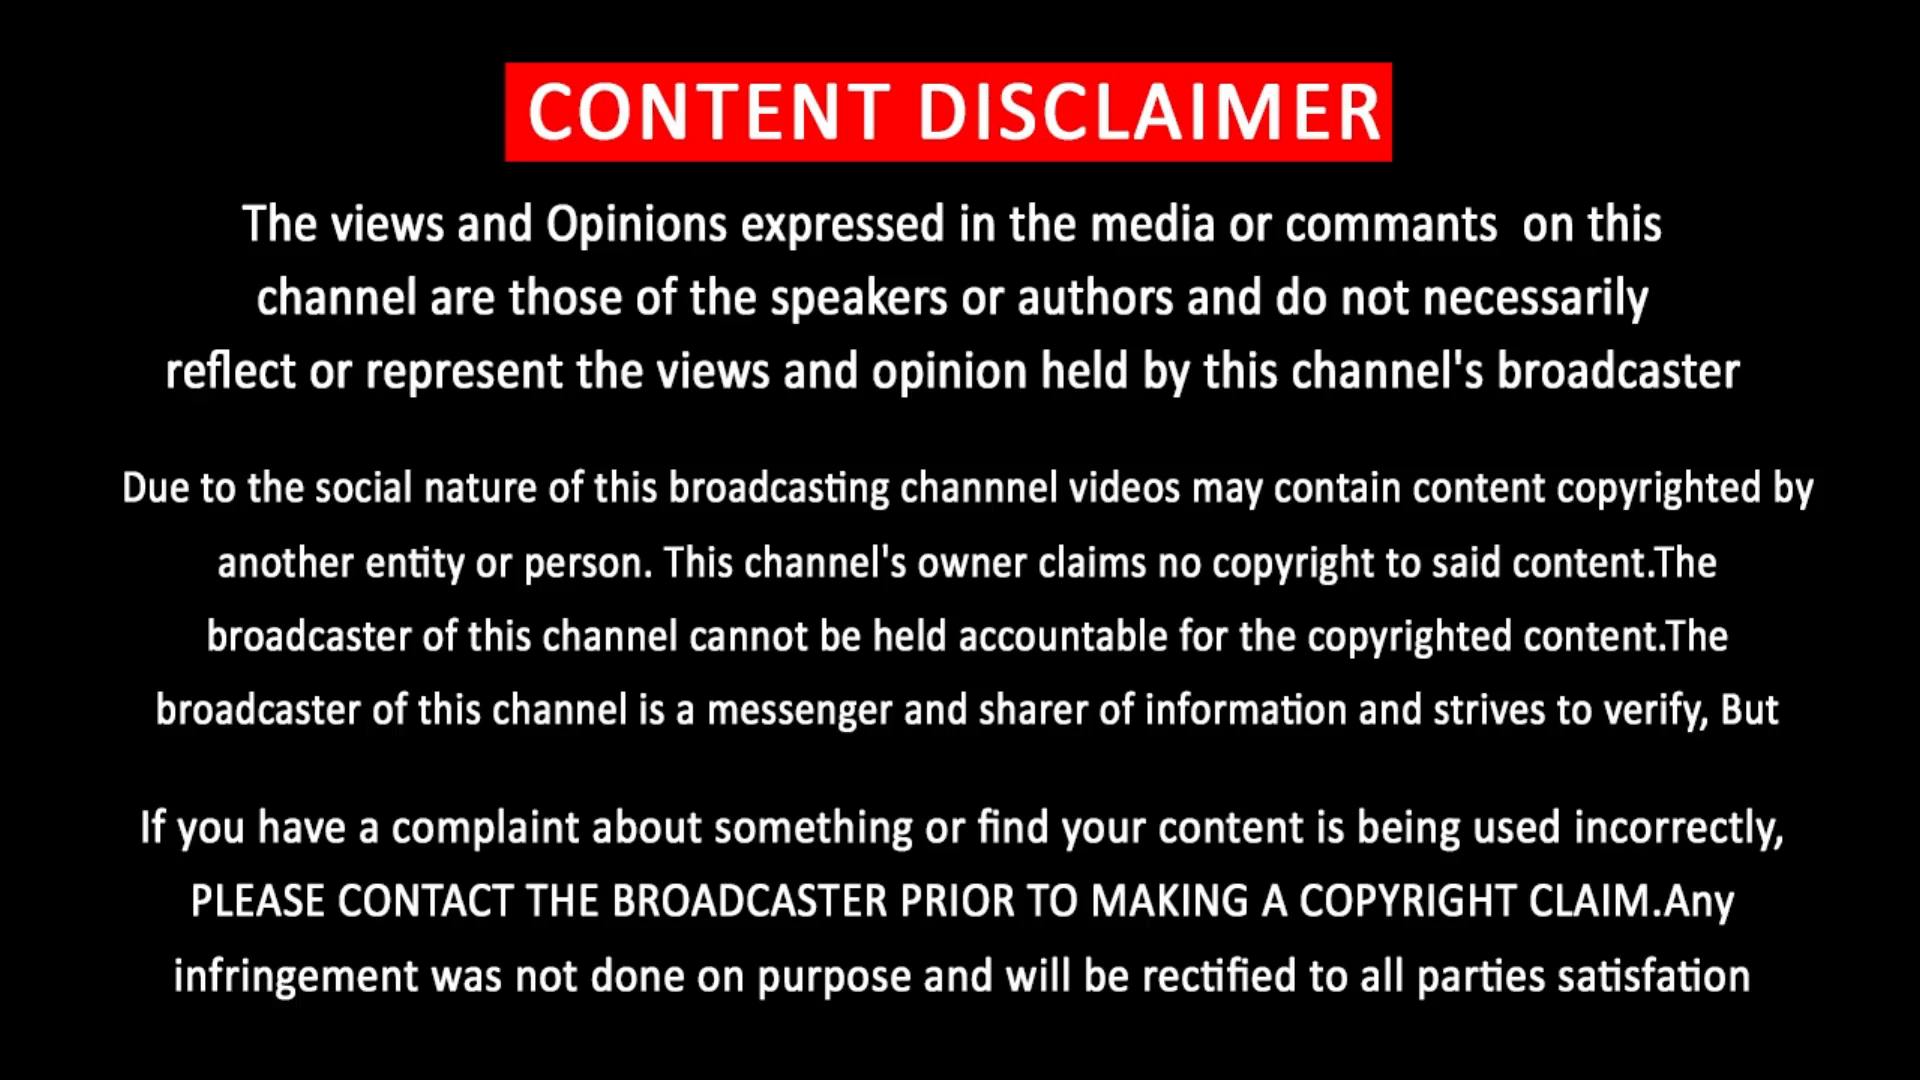 CONTENT DISCLAIMER
The views and Opinions expressed in the media or commants on this
channel are those of the speakers or authors and do not necessarily
reflect or represent the views and opinion held by this channel's broadcaster
Due to the social nature of this broadcasting channnel videos may contain content copyrighted by
another entity or person. This channel's owner claims no copyright to said content.The
broadcaster of this channel cannot be held accountable for the copyrighted content.The
broadcaster of this channel is a messenger and sharer of information and strives to verify, But
If you have a complaint about something or find your content is being used incorrectly,
PLEASE CONTACT THE BROADCASTER PRIOR TO MAKING A COPYRIGHT CLAIM.Any
infringement was not done on purpose and will be rectified to all parties satisfation